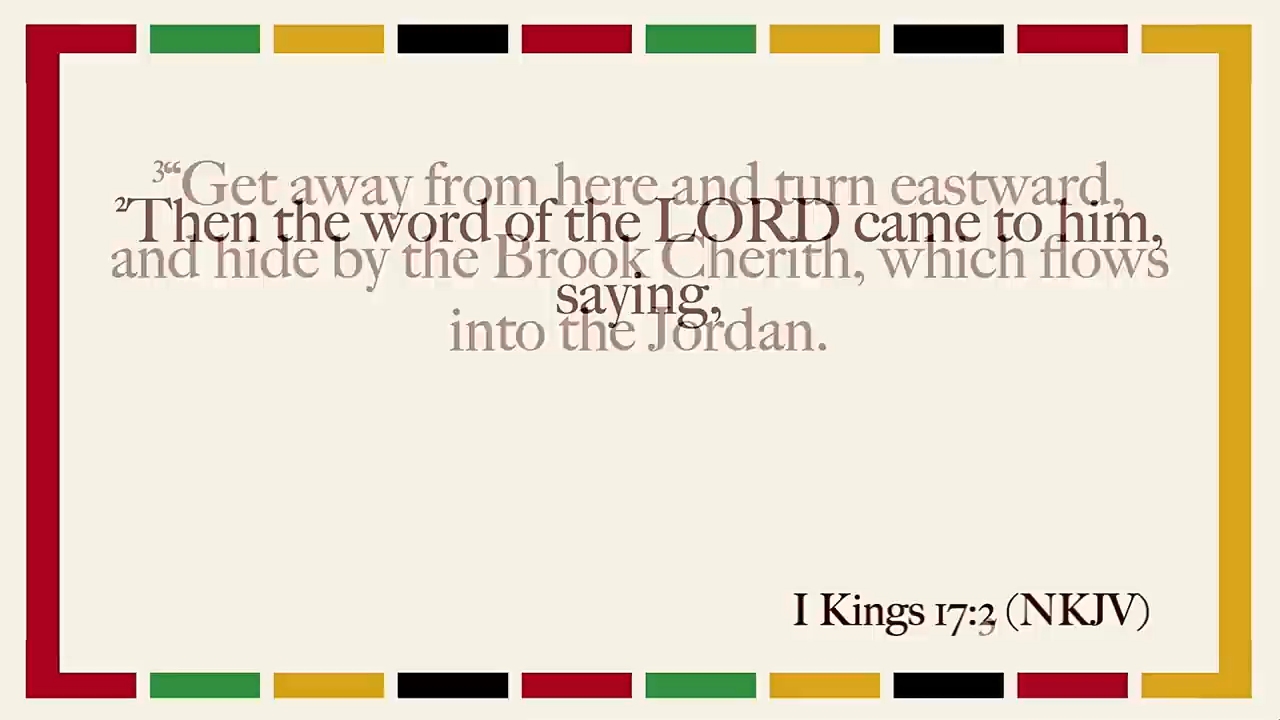 ³“Get away from here and turn eastward,
²Then the word of the LORD came to him,
and hide by the Brook Cherith, which flows
saying,
into the Jordan.
I Kings 17:2 (NKJV)